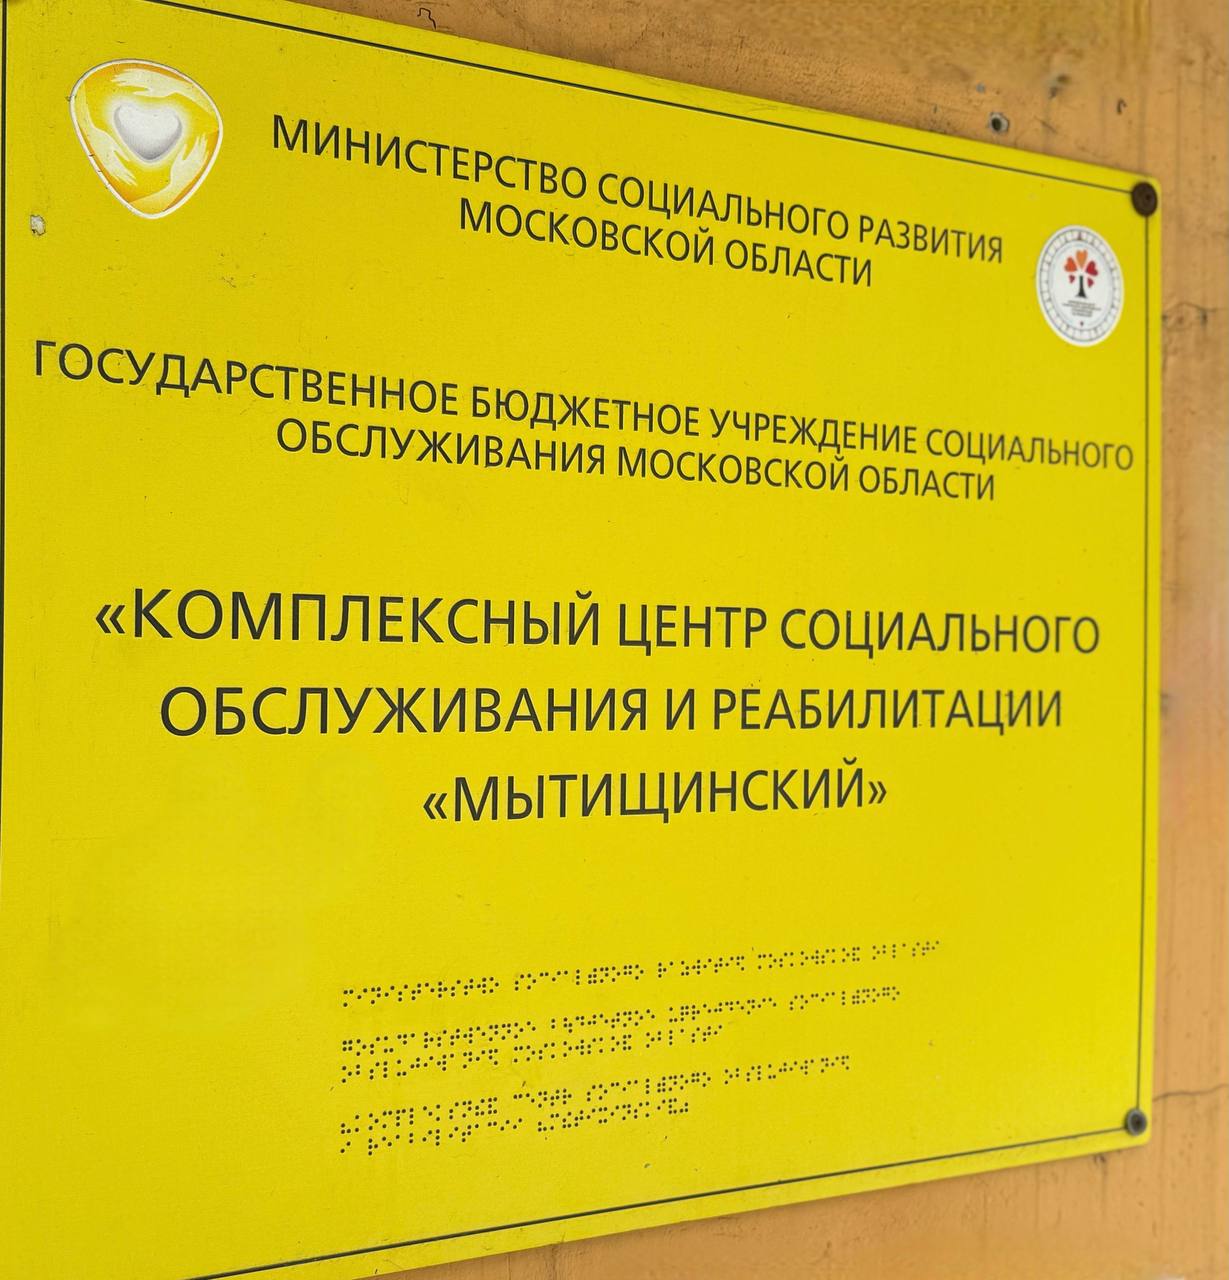 МИНИСТЕРСТВО СОЦИАЛЬНОГО РАЗВИТИЯ
МОСКОВСКОЙ ОБЛАСТИ
ГОСУДАРСТВЕННОЕ БЮДЖЕТНОЕ УЧРЕЖДЕНИЕ СОЦИАЛЬНОГО
ОБСЛУЖИВАНИЯ МОСКОВСКОЙ ОБЛАСТИ
«КОМПЛЕКСНЫЙ ЦЕНТР СОЦИАЛЬНОГО
ОБСЛУЖИВАНИЯ И РЕАБИЛИТАЦИИ
«МЫТИЩИНСКИЙ»